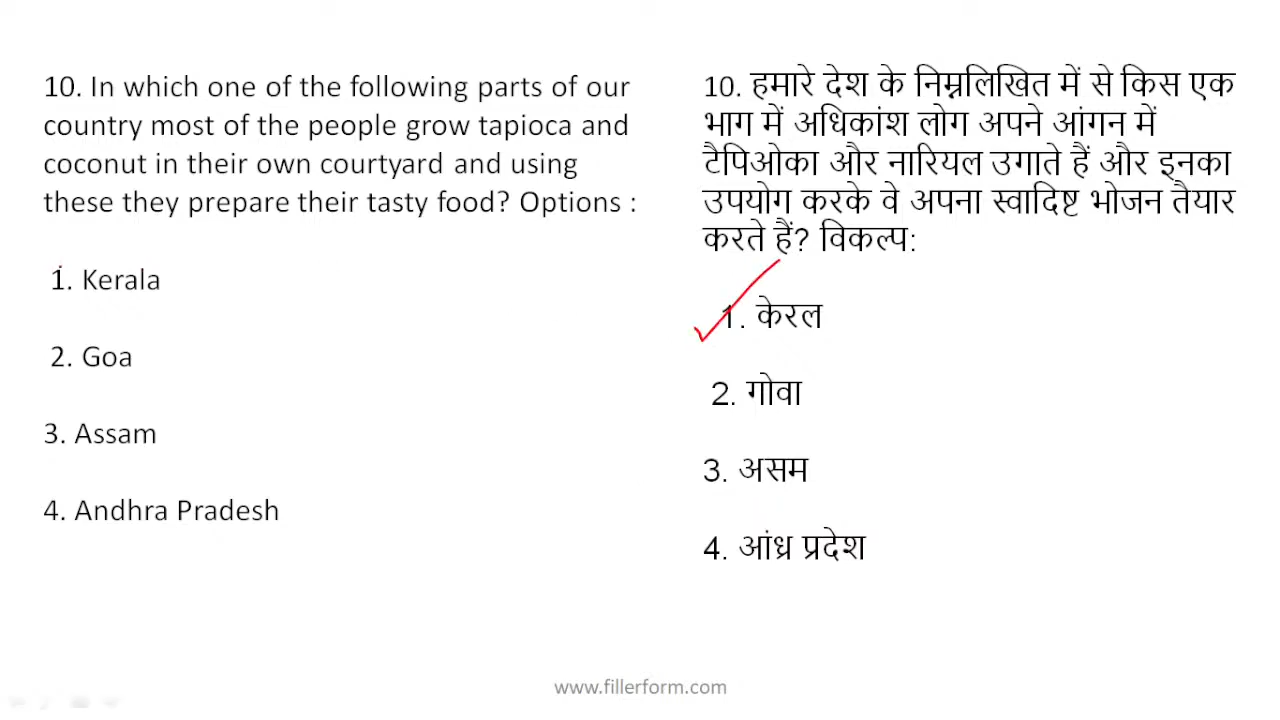 10. In which one of the following parts of our
country most of the people grow tapioca and
coconut in their own courtyard and using
these they prepare their tasty food? Options :
1. Kerala
2. Goa
3. Assam
4. Andhra Pradesh
10. हमारे देश के निम्नलिखित में से किस एक
भाग में अधिकांश लोग अपने आंगन में
टैपिओका और नारियल उगाते हैं और इनका
उपयोग करके वे अपना स्वादिष्ट भोजन तैयार
करते हैं? विकल्प:
1. केरल
2. गोवा
3. असम
4. आंध्र प्रदेश
www.fillerform.com